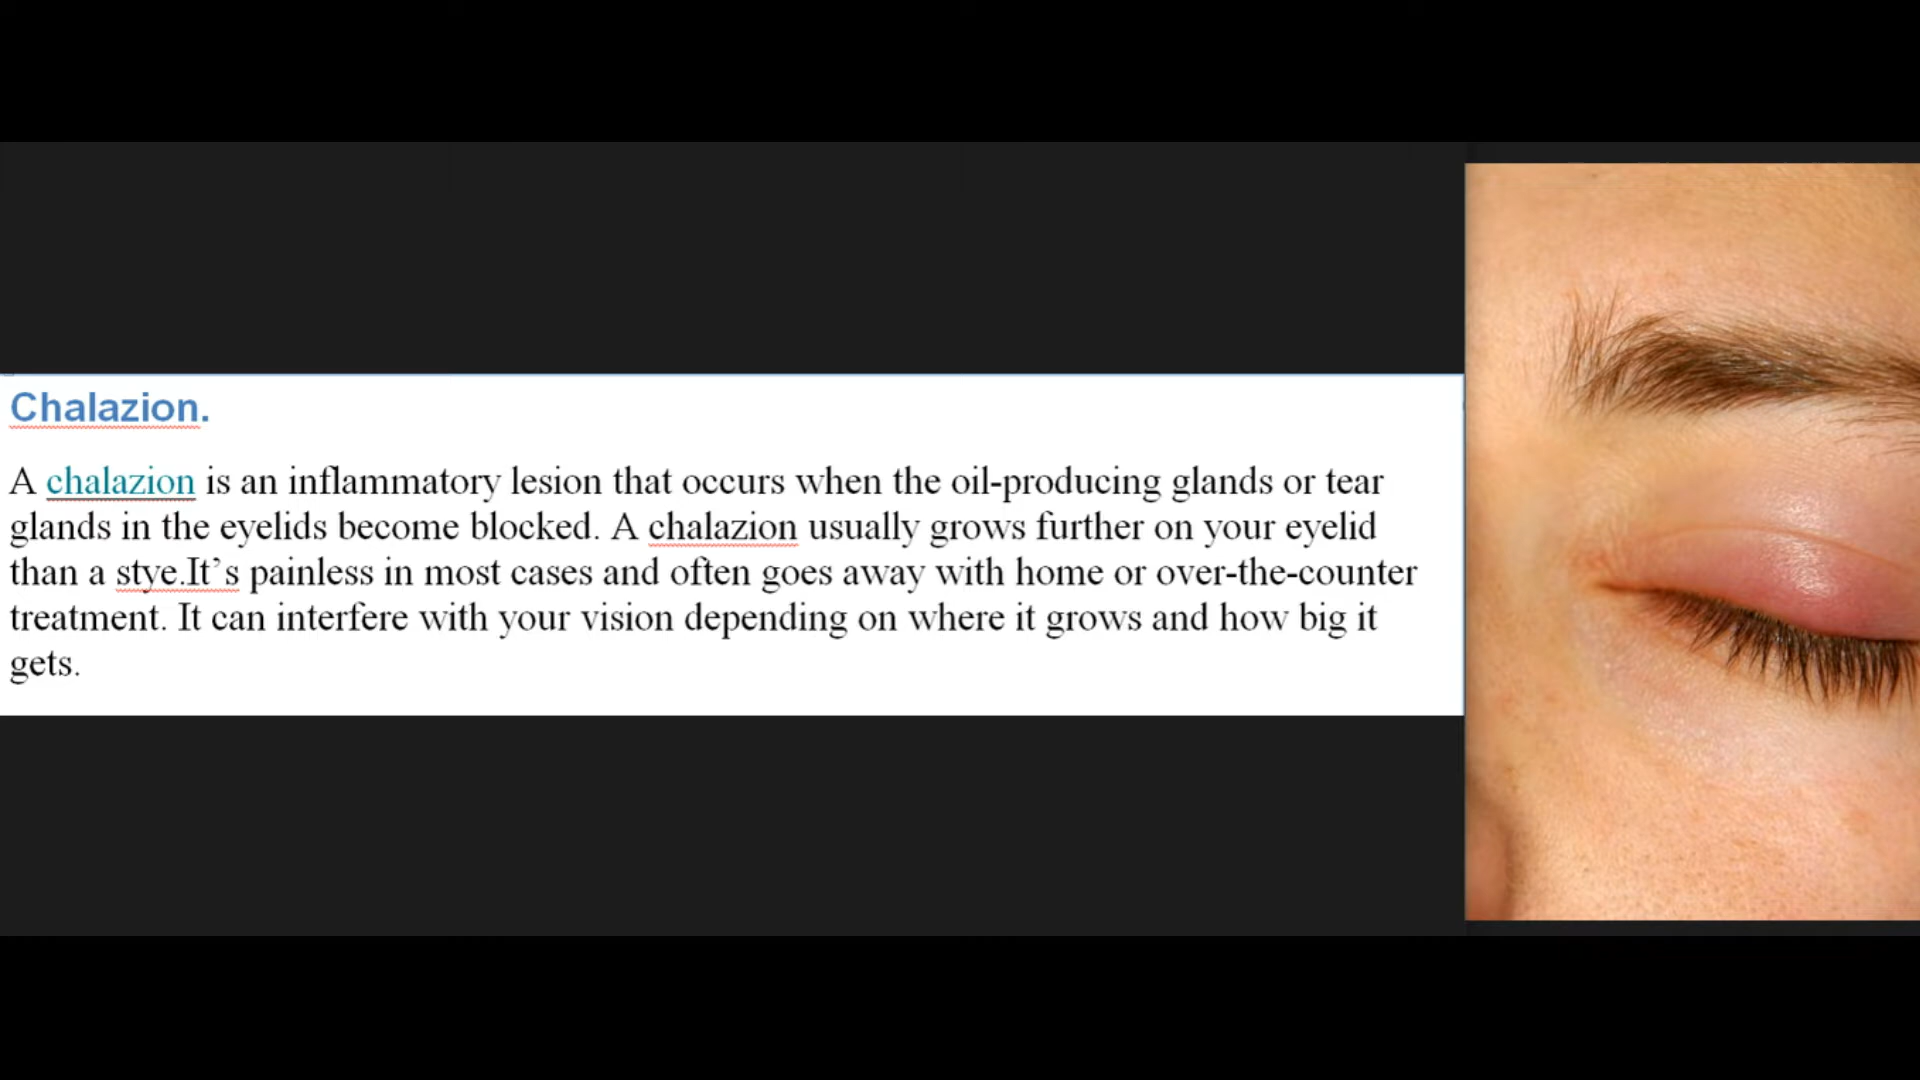 Chalazion.
A chalazion is an inflammatory lesion that occurs when the oil-producing glands or tear
glands in the eyelids become blocked. A chalazion usually grows further on your eyelid
than a stye.It’s painless in most cases and often goes away with home or over-the-counter
treatment. It can interfere with your vision depending on where it grows and how big it
gets.